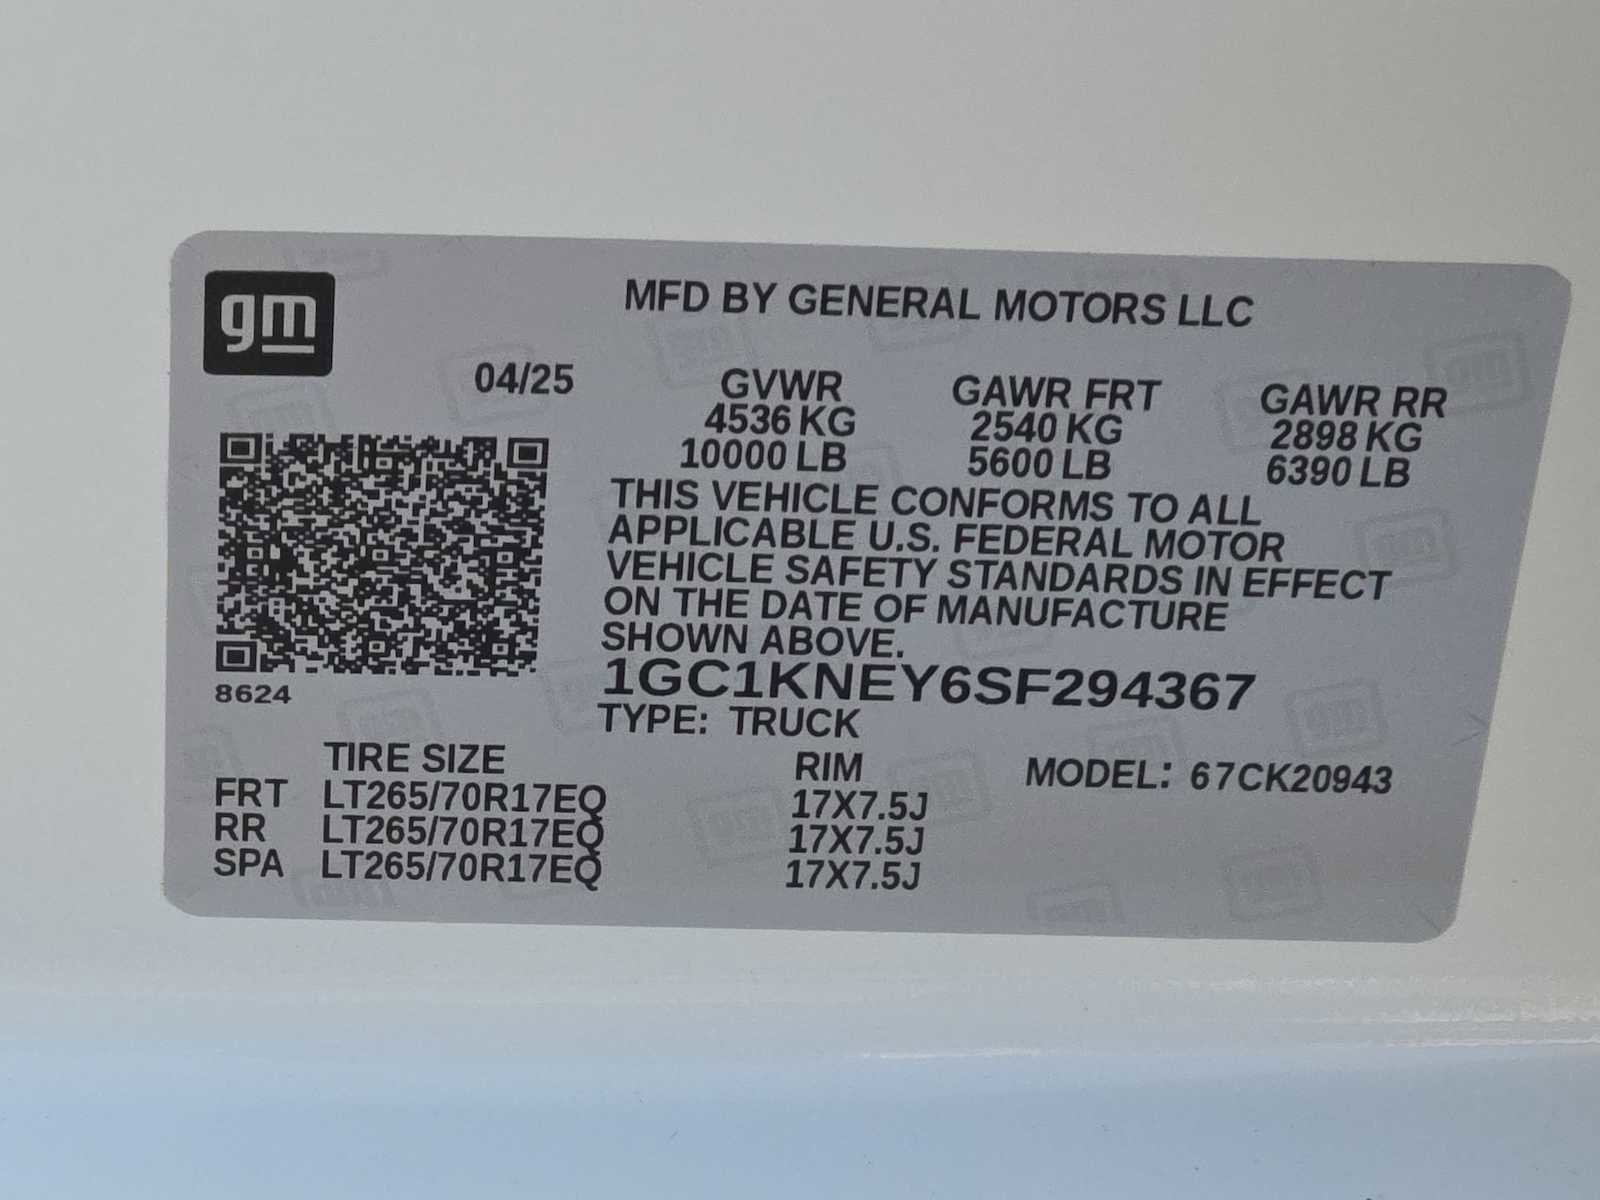 gm
MFD BY GENERAL MOTORS LLC
04/25
GVWR GAWR FRT GAWR RR
4536 KG 2540 KG 2898 KG
10000 LB 5600 LB 6390 LB
THIS VEHICLE CONFORMS TO ALL
APPLICABLE U.S. FEDERAL MOTOR
VEHICLE SAFETY STANDARDS IN EFFECT
ON THE DATE OF MANUFACTURE
SHOWN ABOVE.
8624
1GC1KNEY6SF294367
TYPE: TRUCK
TIRE SIZE RIM MODEL: 67CK20943
FRT LT265/70R17EQ 17X7.5J
RR LT265/70R17EQ 17X7.5J
SPA LT265/70R17EQ 17X7.5J